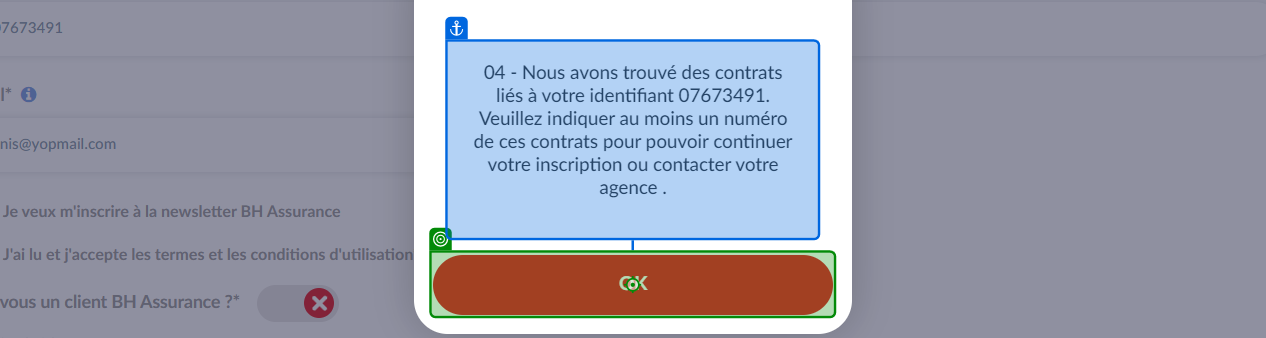 07673491
l*
nis@yopmail.com
Je veux m'inscrire à la newsletter BH Assurance
J'ai lu et j'accepte les termes et les conditions d'utilisation
vous un client BH Assurance ?*
04 - Nous avons trouvé des contrats
liés à votre identifiant 07673491.
Veuillez indiquer au moins un numéro
de ces contrats pour pouvoir continuer
votre inscription ou contacter votre
agence .
OK